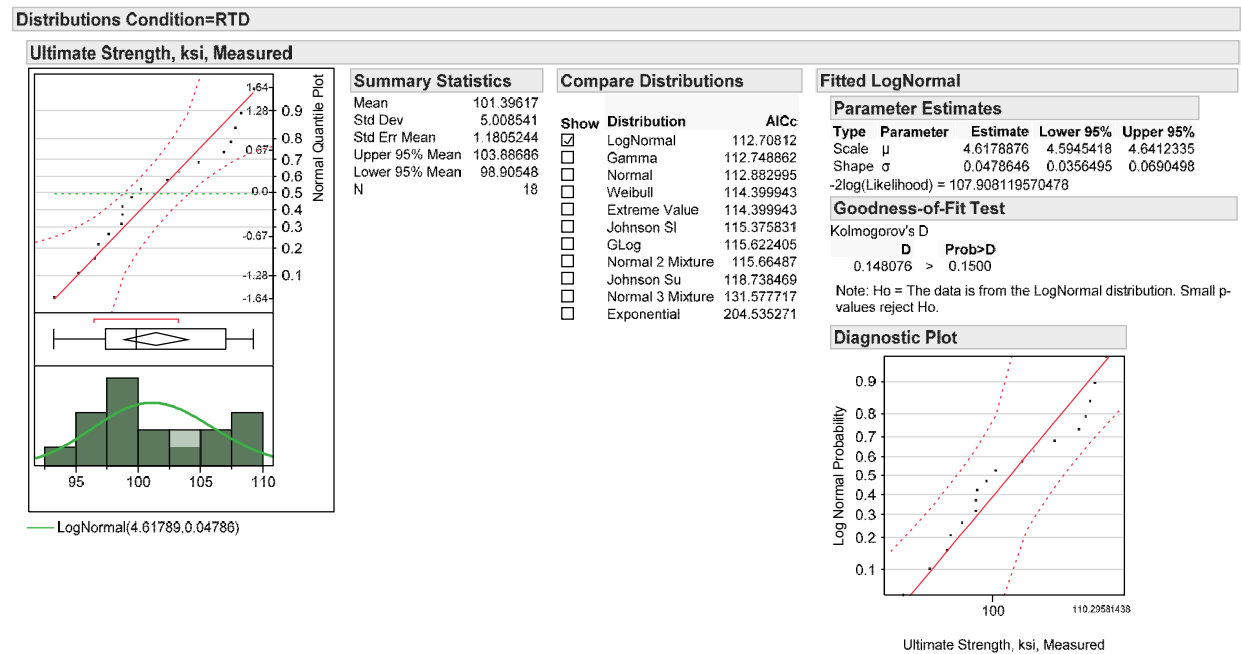 Distributions Condition=RTD
Ultimate Strength, ksi, Measured
1.64
1.28
0.67
0.0
-0.67
-1.28
-1.64
0.9
0.8
0.7
0.6
0.5
0.4
0.3
0.2
0.1
Normal Quantile Plot
95 100 105 110
LogNormal(4.61789,0.04786)
Summary Statistics
Mean 101.39617
Std Dev 5.008541
Std Err Mean 1.1805244
Upper 95% Mean 103.88686
Lower 95% Mean 98.90548
N 18
Compare Distributions
Show Distribution AICc
LogNormal 112.70812
Gamma 112.748862
Normal 112.882995
Weibull 114.399943
Extreme Value 114.399943
Johnson Sl 115.375831
GLog 115.622405
Normal 2 Mixture 115.66487
Johnson Su 118.738469
Normal 3 Mixture 131.577717
Exponential 204.535271
Fitted LogNormal
Parameter Estimates
Type Parameter Estimate Lower 95% Upper 95%
Scale μ 4.6178876 4.5945418 4.6412335
Shape σ 0.0478646 0.0356495 0.0690498
-2log(Likelihood) = 107.908119570478
Goodness-of-Fit Test
Kolmogorov's D
D Prob>D
0.148076 > 0.1500
Note: Ho = The data is from the LogNormal distribution. Small p-
values reject Ho.
Diagnostic Plot
Log Normal Probability
0.9
0.8
0.7
0.6
0.5
0.4
0.3
0.2
0.1
100 110.29581438
Ultimate Strength, ksi, Measured